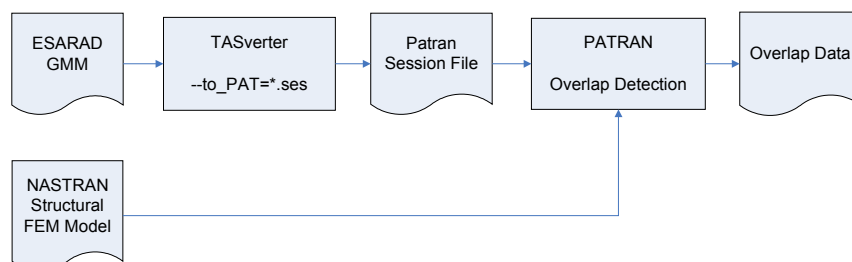 ESARAD
GMM
TASverter
--to_PAT=*.ses
Patran
Session File
PATRAN
Overlap Detection
Overlap Data
NASTRAN
Structural
FEM Model